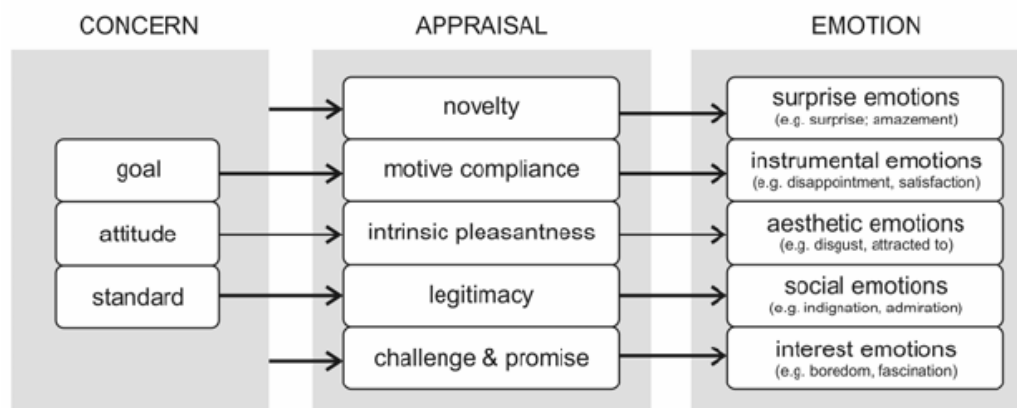 CONCERN
APPRAISAL
EMOTION
goal
attitude
standard
novelty
motive compliance
intrinsic pleasantness
legitimacy
challenge & promise
surprise emotions
(e.g. surprise; amazement)
instrumental emotions
(e.g. disappointment, satisfaction)
aesthetic emotions
(e.g. disgust, attracted to)
social emotions
(e.g. indignation, admiration)
interest emotions
(e.g. boredom, fascination)